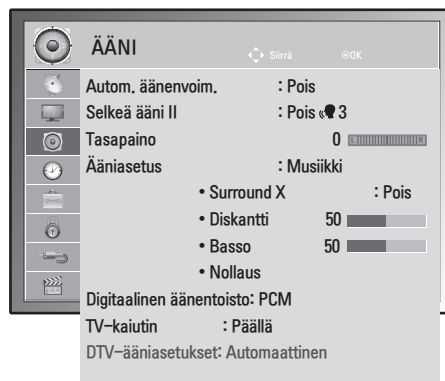 ÄÄNI
Siirrä ⊙OK
Autom. äänenvoim. : Pois
Selkeä ääni II : Pois 3
Tasapaino 0 L R
Ääniasetus : Musiikki
• Surround X : Pois
• Diskantti 50
• Basso 50
• Nollaus
Digitaalinen äänentoisto: PCM
TV-kaiutin : Päällä
DTV-ääniasetukset: Automaattinen